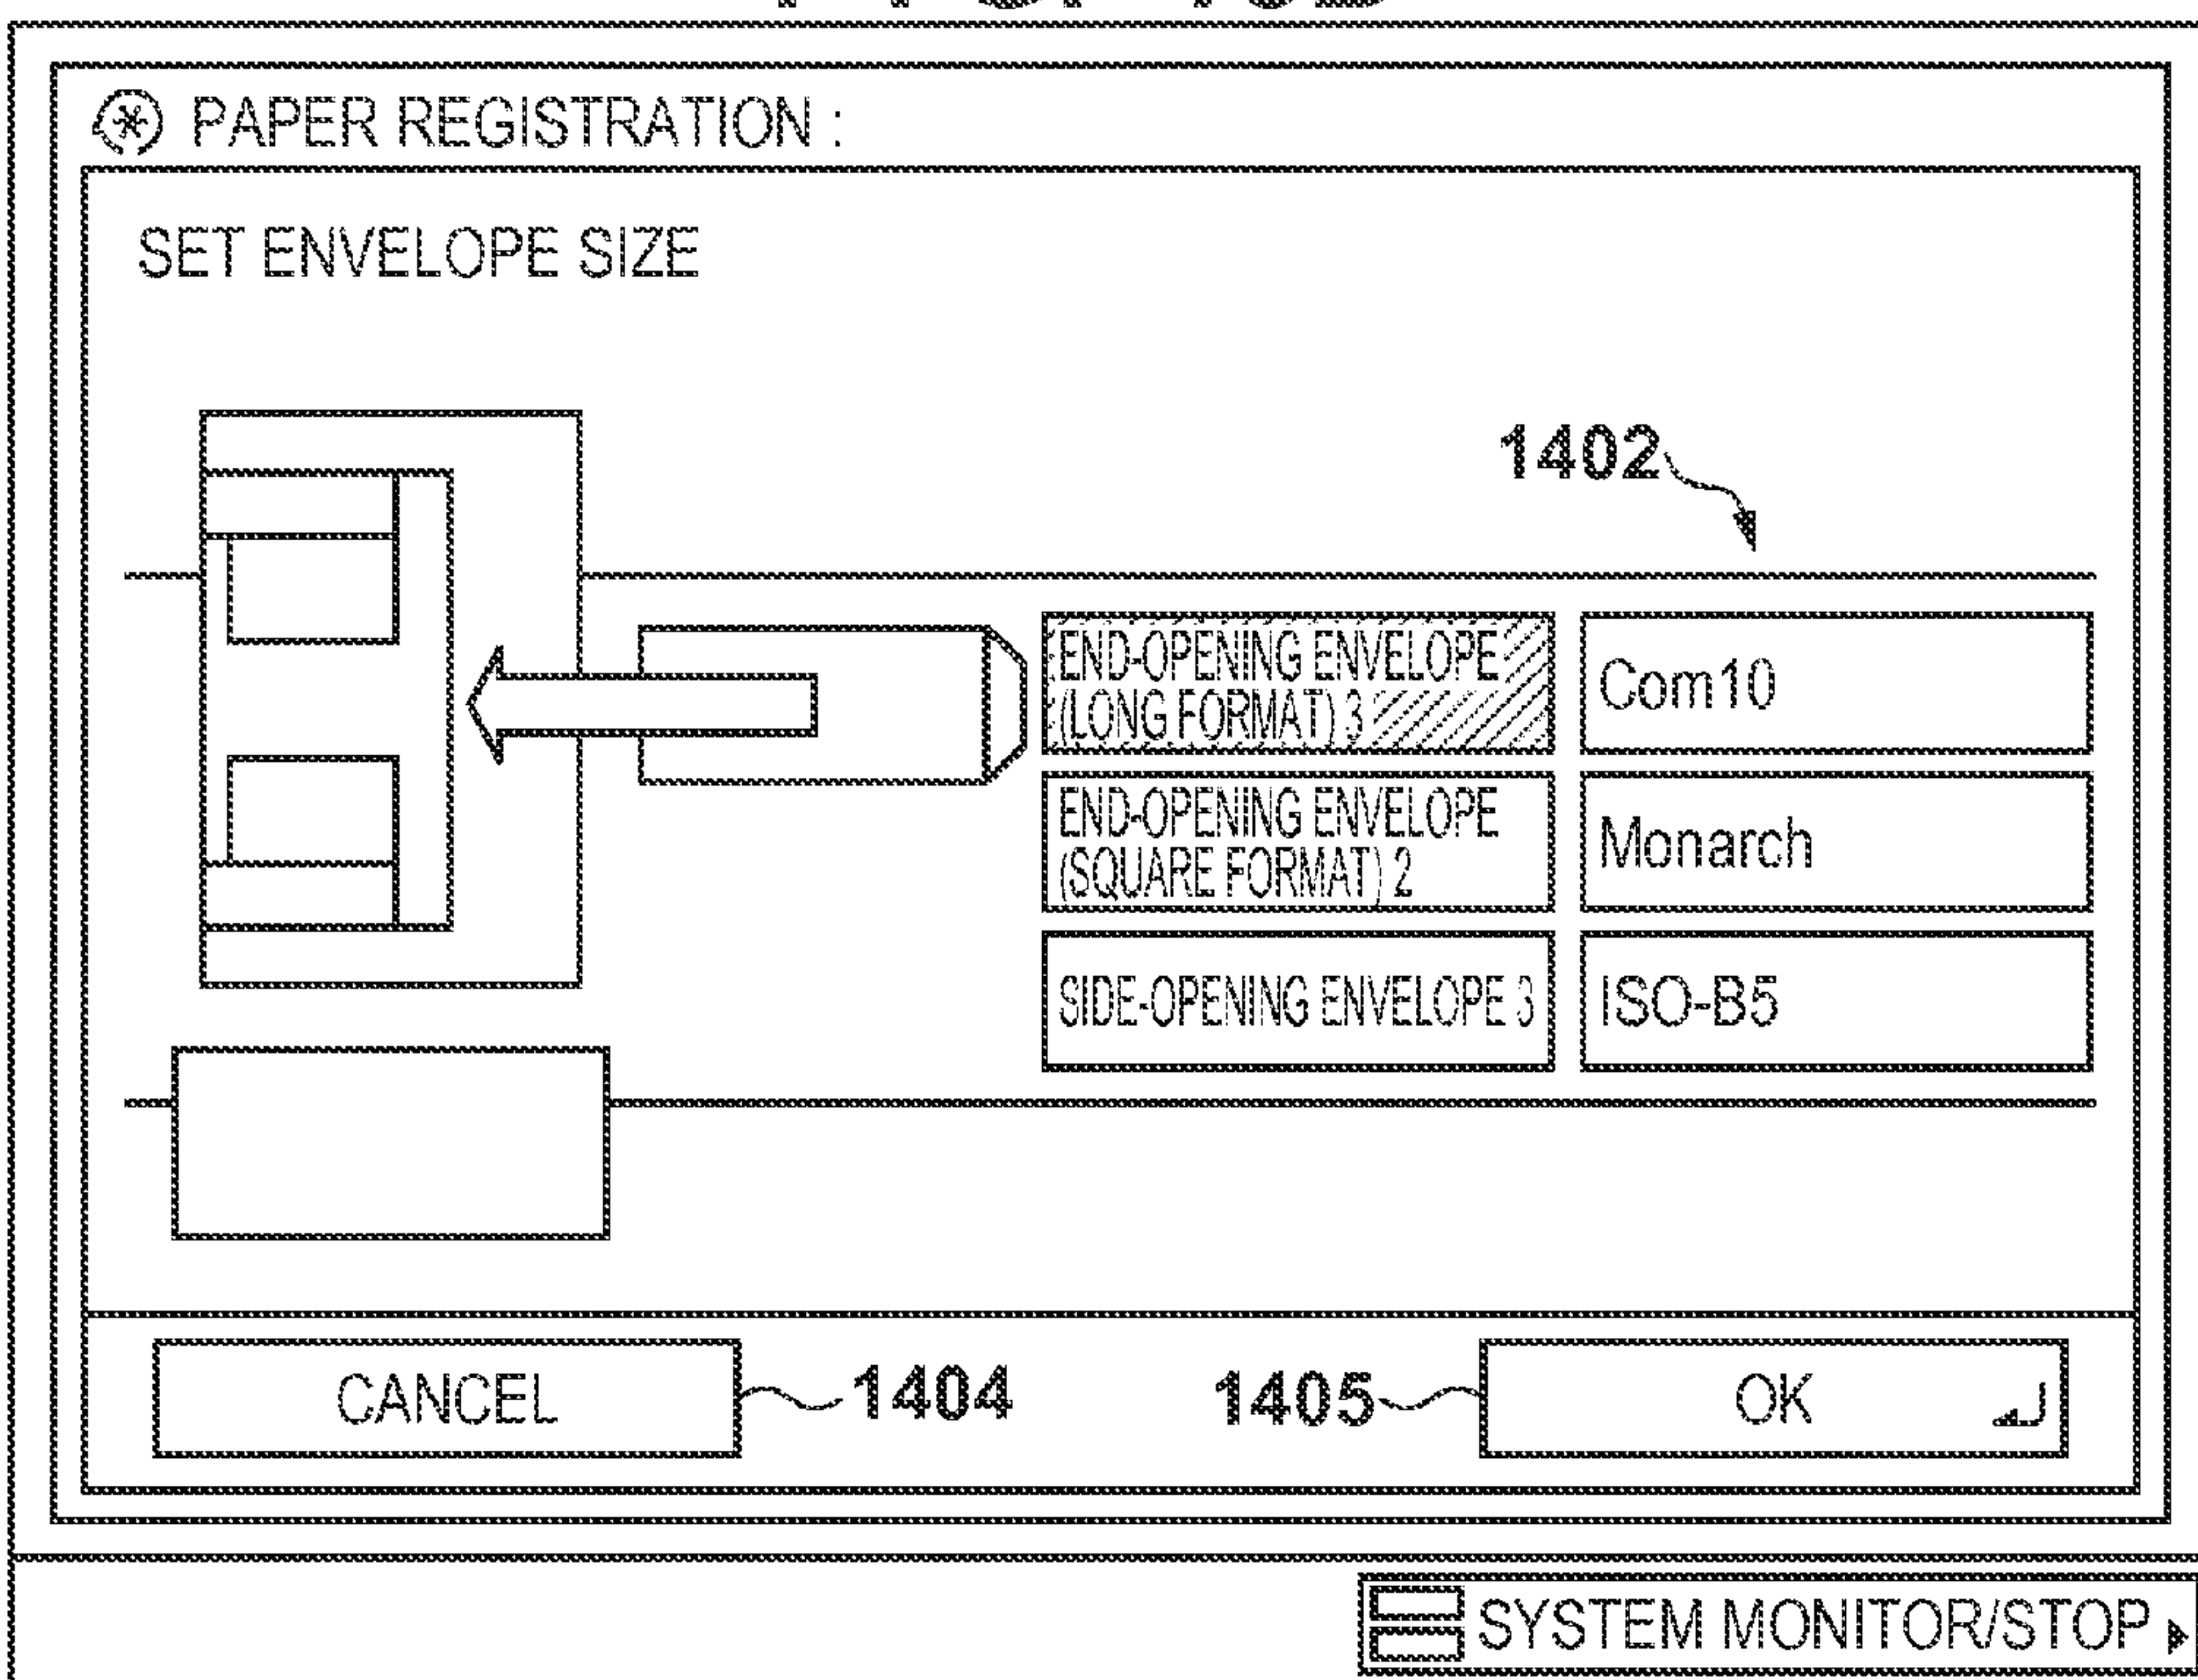 PAPER REGISTRATION :
SET ENVELOPE SIZE
1402
END-OPENING ENVELOPE
(LONG FORMAT) 3
Com10
END-OPENING ENVELOPE
(SQUARE FORMAT) 2
Monarch
SIDE-OPENING ENVELOPE 3
ISO-B5
CANCEL
1404
1405
OK
SYSTEM MONITOR/STOP